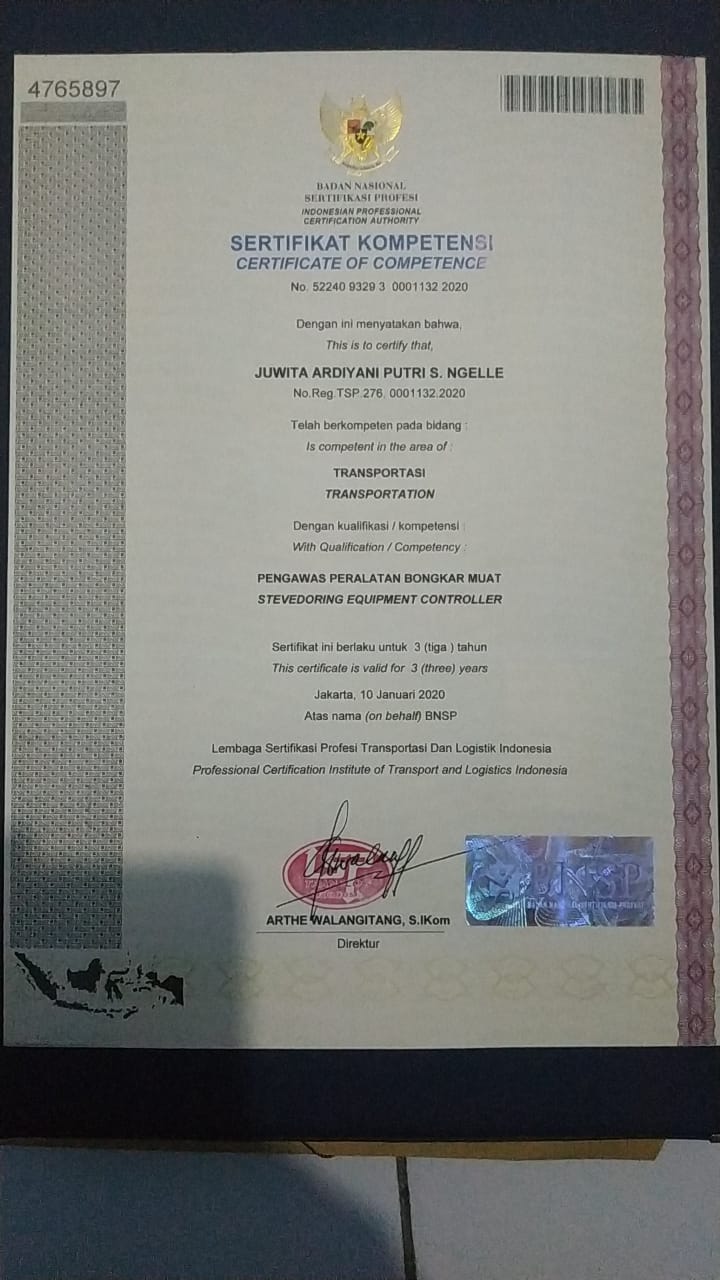 4765897
BADAN NASIONAL
SERTIFIKASI PROFESI
INDONESIAN PROFESSIONAL
CERTIFICATION AUTHORITY
SERTIFIKAT KOMPETENSI
CERTIFICATE OF COMPETENCE
No. 52240 9329 3 0001132 2020
Dengan ini menyatakan bahwa,
This is to certify that,
JUWITA ARDIYANI PUTRI S. NGELLE
No.Reg.TSP.276. 0001132.2020
Telah berkompeten pada bidang :
Is competent in the area of :
TRANSPORTASI
TRANSPORTATION
Dengan kualifikasi / kompetensi :
With Qualification / Competency :
PENGAWAS PERALATAN BONGKAR MUAT
STEVEDORING EQUIPMENT CONTROLLER
Sertifikat ini berlaku untuk 3 (tiga ) tahun
This certificate is valid for 3 (three) years
Jakarta, 10 Januari 2020
Atas nama (on behalf) BNSP
Lembaga Sertifikasi Profesi Transportasi Dan Logistik Indonesia
Professional Certification Institute of Transport and Logistics Indonesia
BNSP
ARTHE WALANGITANG, S.IKom
Direktur